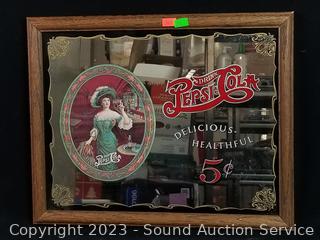 DRINK
PEPSI-COLA
DELICIOUS-
HEALTHFUL
5¢
Pepsi-Cola
Copyright 2023 - Sound Auction Service